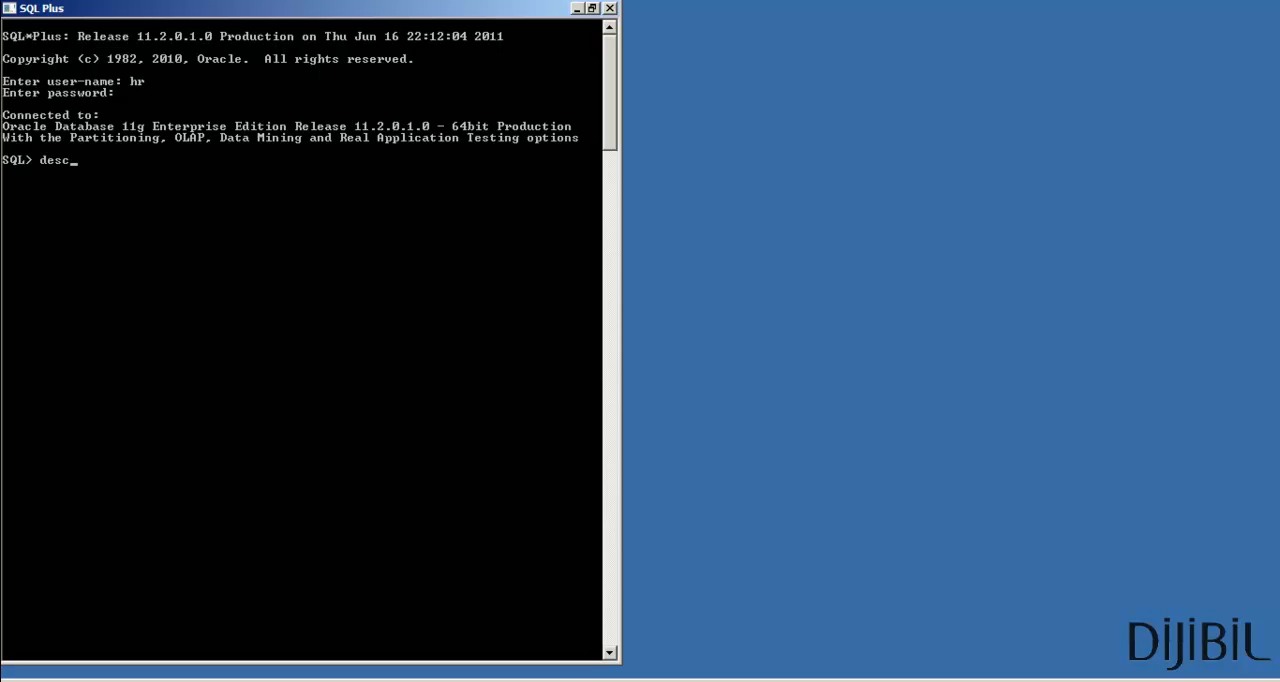 SQL Plus
SQL*Plus: Release 11.2.0.1.0 Production on Thu Jun 16 22:12:04 2011
Copyright (c) 1982, 2010, Oracle.  All rights reserved.
Enter user-name: hr
Enter password:
Connected to:
Oracle Database 11g Enterprise Edition Release 11.2.0.1.0 - 64bit Production
With the Partitioning, OLAP, Data Mining and Real Application Testing options
SQL> desc_
DiJiBiL